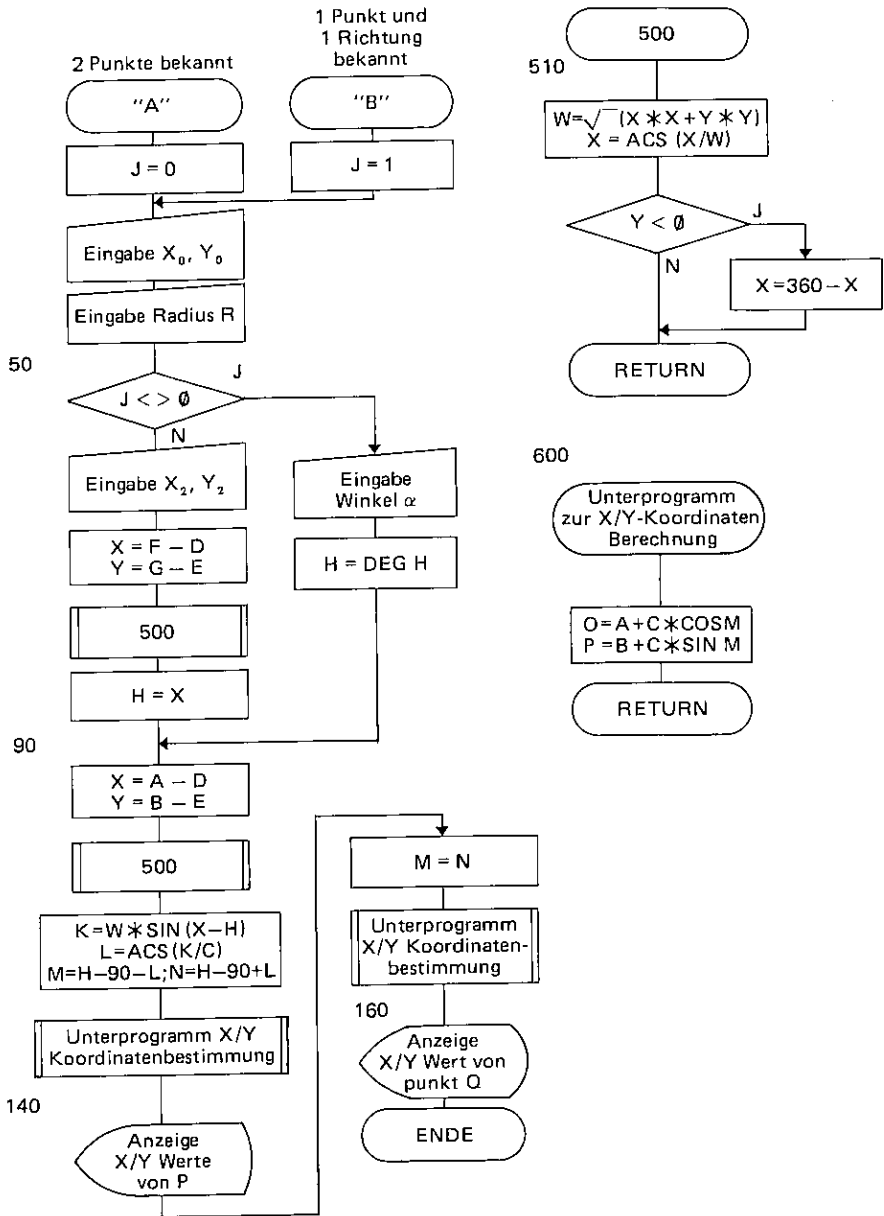 2 Punkte bekannt
"A"
J = 0
1 Punkt und
1 Richtung
bekannt
"B"
J = 1
Eingabe X₀, Y₀
Eingabe Radius R
50
J < > Ø
J
N
Eingabe X₂, Y₂
X = F – D
Y = G – E
500
H = X
Eingabe
Winkel α
H = DEG H
90
X = A – D
Y = B – E
500
K=W∗SIN (X–H)
L=ACS (K/C)
M=H–90–L; N=H–90+L
Unterprogramm X/Y
Koordinatenbestimmung
140
Anzeige
X/Y Werte
von P
M = N
Unterprogramm
X/Y Koordinaten-
bestimmung
160
Anzeige
X/Y Wert von
punkt Q
ENDE
500
510
W=√‾(X ∗ X + Y ∗ Y)
X = ACS (X/W)
Y < Ø
J
N
X = 360 – X
RETURN
600
Unterprogramm
zur X/Y-Koordinaten
Berechnung
O = A + C ∗ COSM
P = B + C ∗ SIN M
RETURN